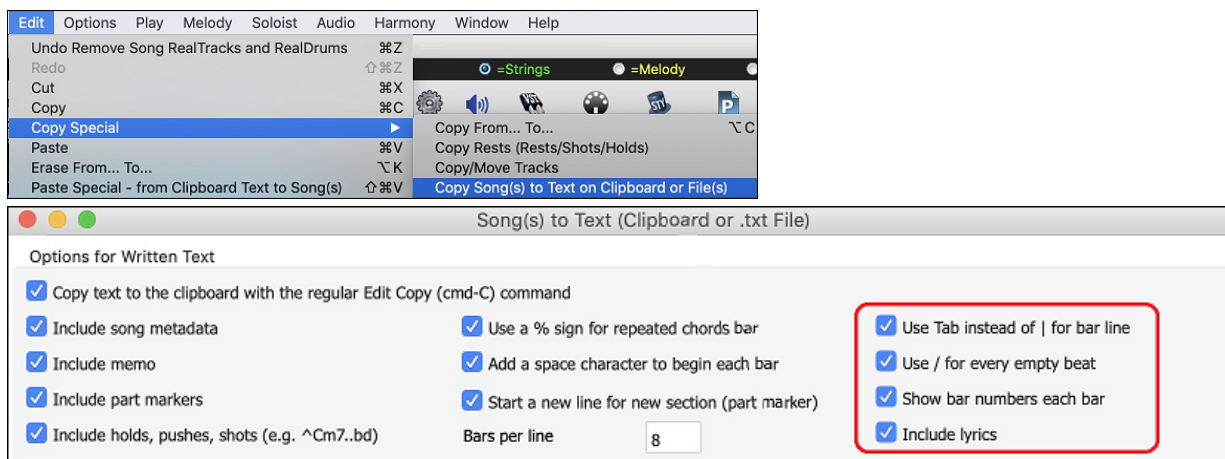 Edit Options Play Melody Soloist Audio Harmony Window Help
Undo Remove Song RealTracks and RealDrums ⌘Z
Redo ⇧⌘Z
Cut ⌘X
Copy ⌘C
Copy Special ▶
Paste ⌘V
Erase From... To... ⌥K
Paste Special - from Clipboard Text to Song(s) ⇧⌘V
=Strings =Melody
Copy From... To... ⌥C
Copy Rests (Rests/Shots/Holds)
Copy/Move Tracks
Copy Song(s) to Text on Clipboard or File(s)
Song(s) to Text (Clipboard or .txt File)
Options for Written Text
Copy text to the clipboard with the regular Edit Copy (cmd-C) command
Include song metadata
Include memo
Include part markers
Include holds, pushes, shots (e.g. ^Cm7..bd)
Use a % sign for repeated chords bar
Add a space character to begin each bar
Start a new line for new section (part marker)
Bars per line 8
Use Tab instead of | for bar line
Use / for every empty beat
Show bar numbers each bar
Include lyrics